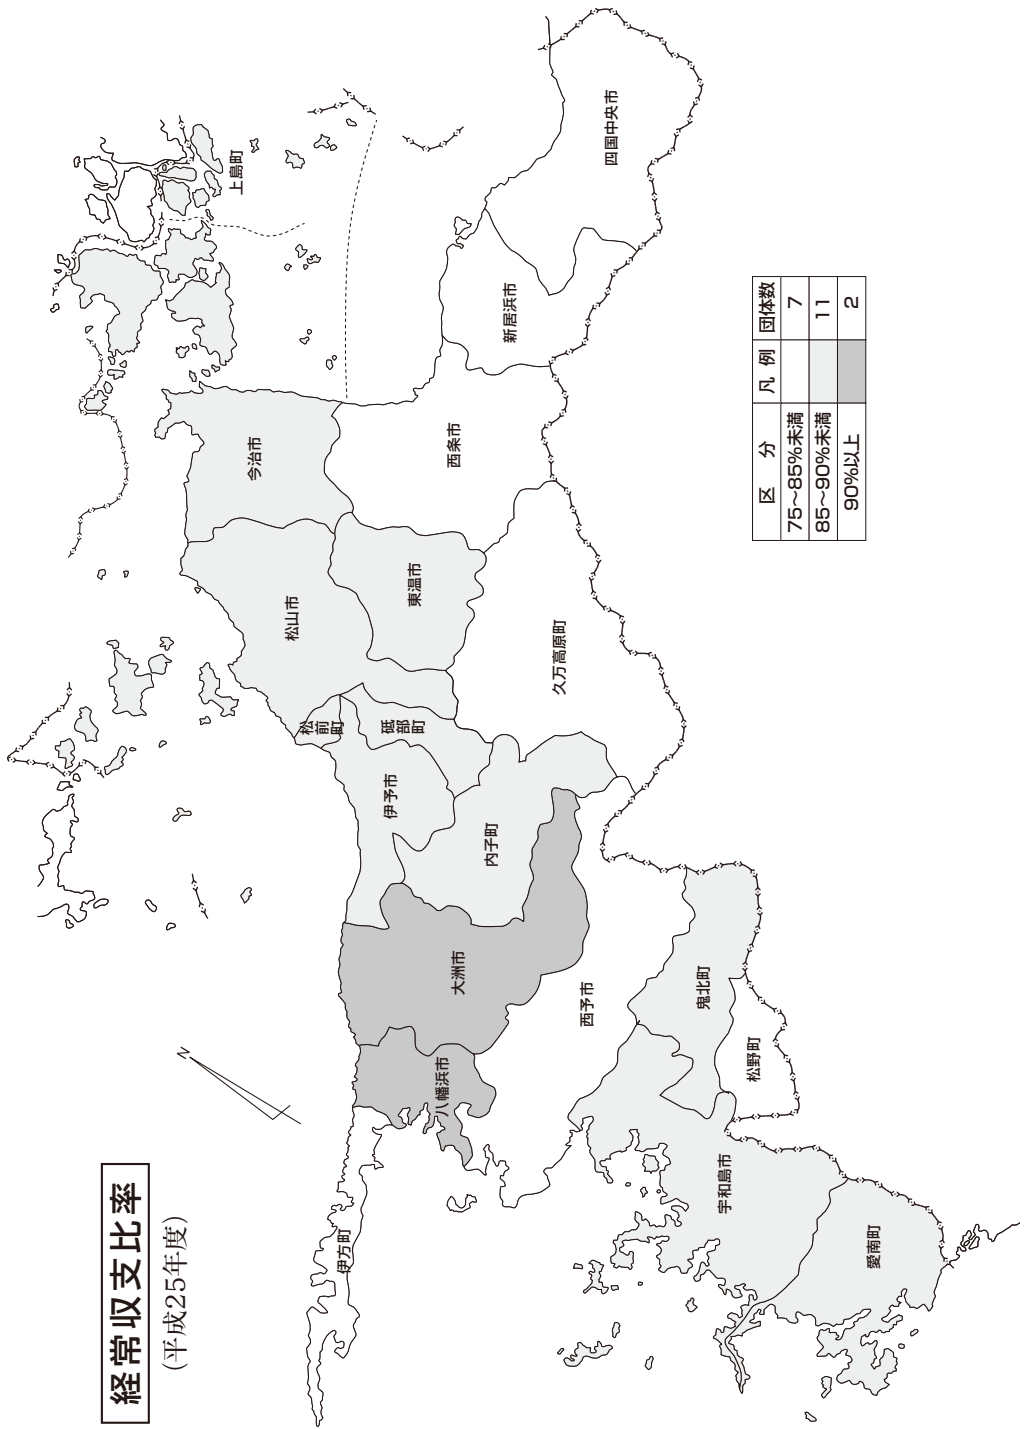 経常収支比率
(平成25年度)
区　分　凡　例　団体数
75〜85%未満　7
85〜90%未満　11
90%以上　2
N
上島町
四国中央市
新居浜市
西条市
今治市
松山市
東温市
久万高原町
松前町
砥部町
伊予市
内子町
大洲市
八幡浜市
西予市
伊方町
鬼北町
松野町
宇和島市
愛南町